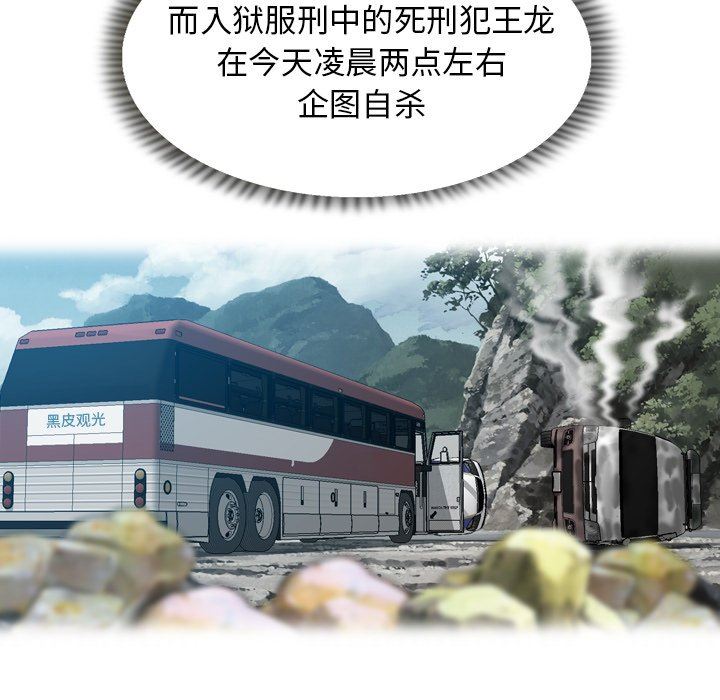 而入狱服刑中的死刑犯王龙
在今天凌晨两点左右
企图自杀
黑皮观光